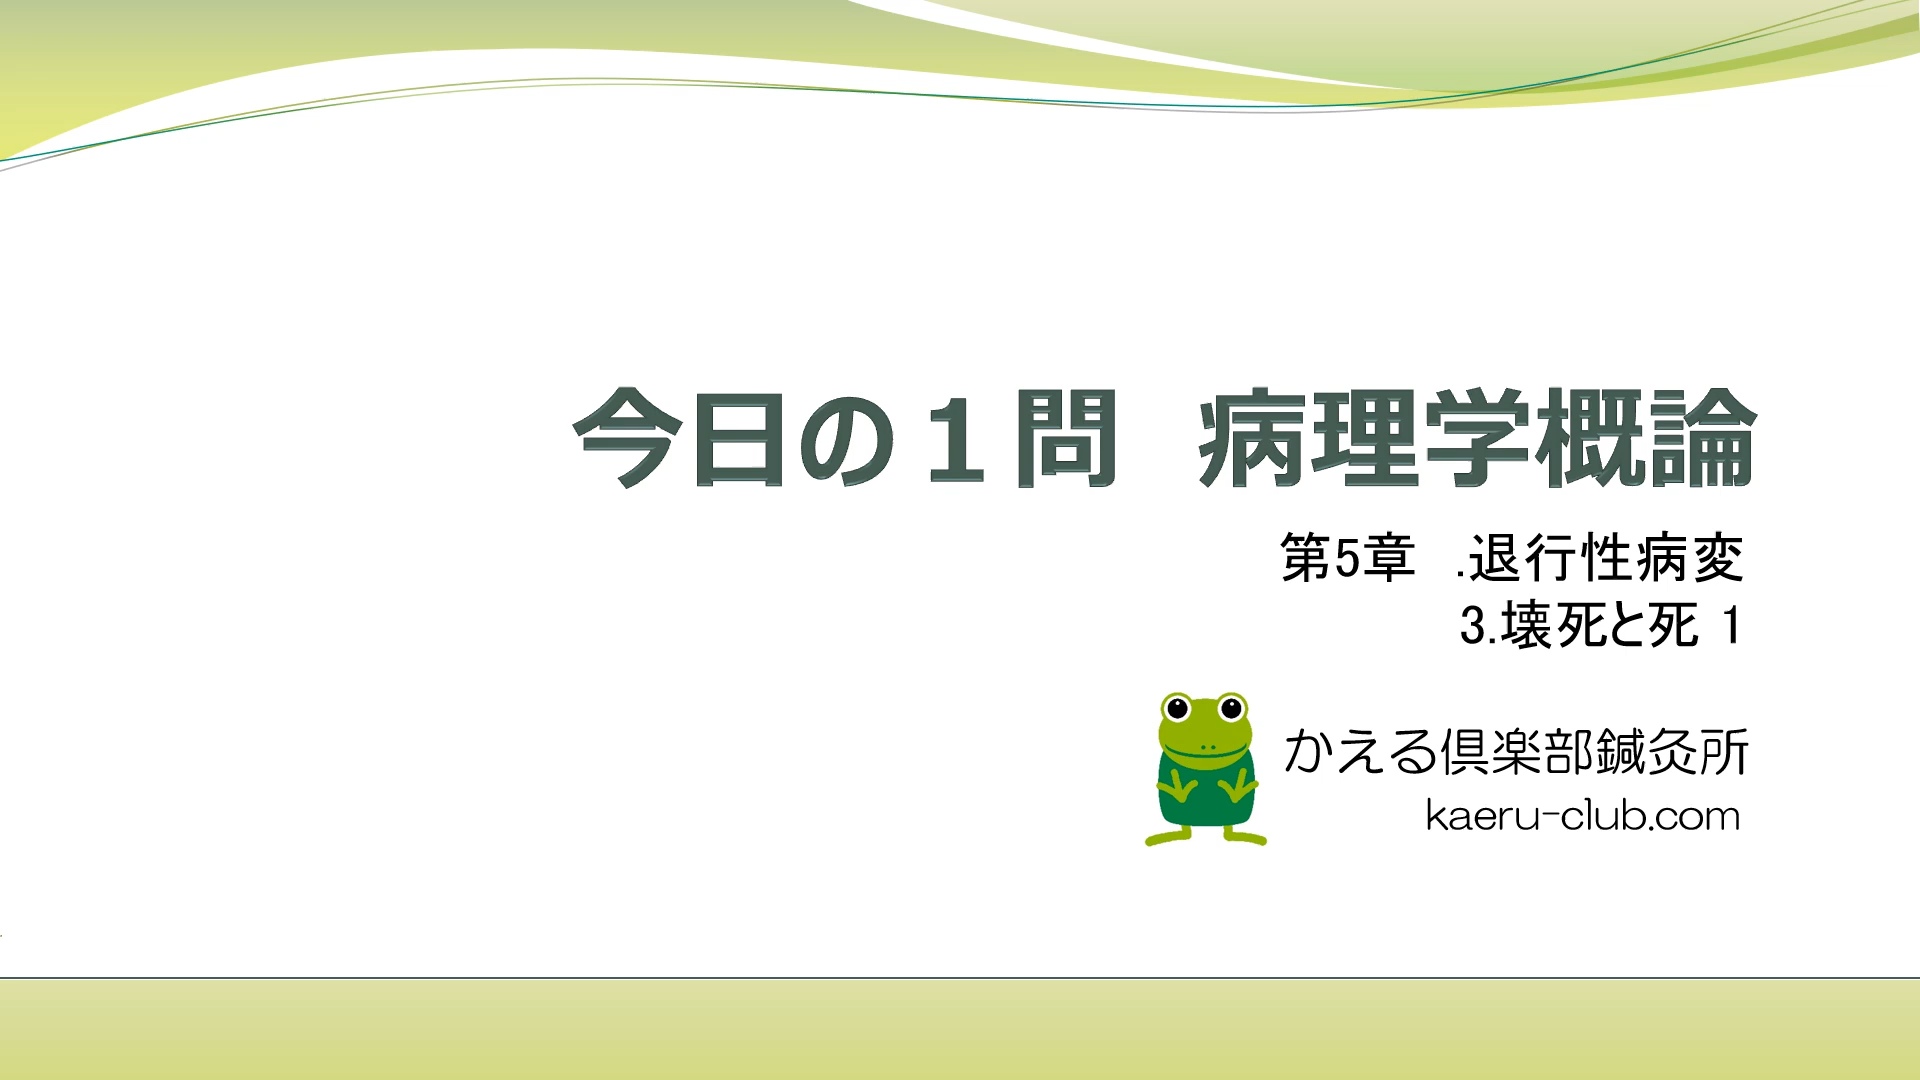 今日の１問　病理学概論
第5章　.退行性病変
3.壊死と死 1
かえる倶楽部鍼灸所
kaeru-club.com